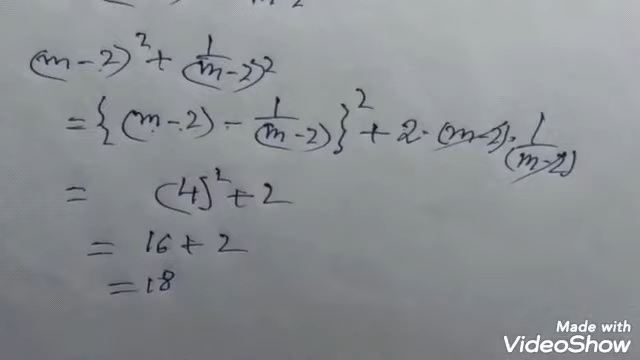 (m-2)² + 1/(m-2)²
= {(m-2) - 1/(m-2)}² + 2·(m-2)·1/(m-2)
= (4)² + 2
= 16 + 2
= 18
Made with
VideoShow